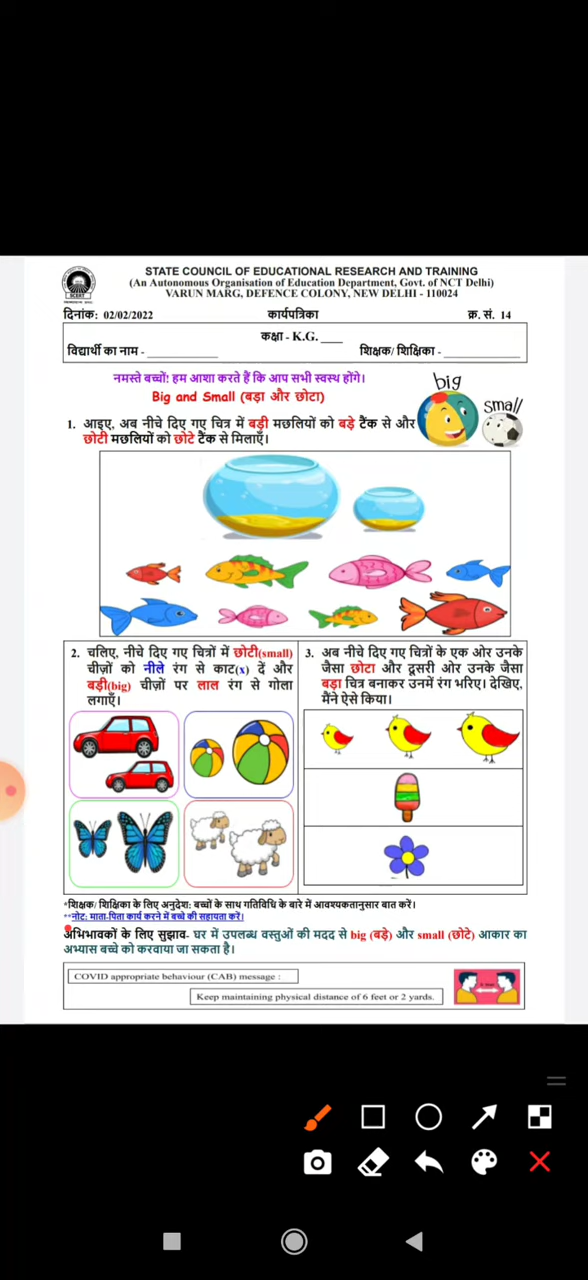 STATE COUNCIL OF EDUCATIONAL RESEARCH AND TRAINING
(An Autonomous Organisation of Education Department, Govt. of NCT Delhi)
VARUN MARG, DEFENCE COLONY, NEW DELHI - 110024
SCERT
दिनांक: 02/02/2022 कार्यपत्रिका क्र. सं. 14
कक्षा - K.G.____
विद्यार्थी का नाम - ____________ शिक्षक/ शिक्षिका - ____________
नमस्ते बच्चों! हम आशा करते हैं कि आप सभी स्वस्थ होंगे।
Big and Small (बड़ा और छोटा)
big
small
1. आइए, अब नीचे दिए गए चित्र में बड़ी मछलियों को बड़े टैंक से और
छोटी मछलियों को छोटे टैंक से मिलाएँ।
2. चलिए, नीचे दिए गए चित्रों में छोटी(small)
चीज़ों को नीले रंग से काट(x) दें और
बड़ी(big) चीज़ों पर लाल रंग से गोला
लगाएँ।
3. अब नीचे दिए गए चित्रों के एक ओर उनके
जैसा छोटा और दूसरी ओर उनके जैसा
बड़ा चित्र बनाकर उनमें रंग भरिए। देखिए,
मैंने ऐसे किया।
*शिक्षक/ शिक्षिका के लिए अनुदेश: बच्चों के साथ गतिविधि के बारे में आवश्यकतानुसार बात करें।
**नोट: माता-पिता कार्य करने में बच्चे की सहायता करें।
अभिभावकों के लिए सुझाव- घर में उपलब्ध वस्तुओं की मदद से big (बड़े) और small (छोटे) आकार का
अभ्यास बच्चे को करवाया जा सकता है।
COVID appropriate behaviour (CAB) message :
Keep maintaining physical distance of 6 feet or 2 yards.